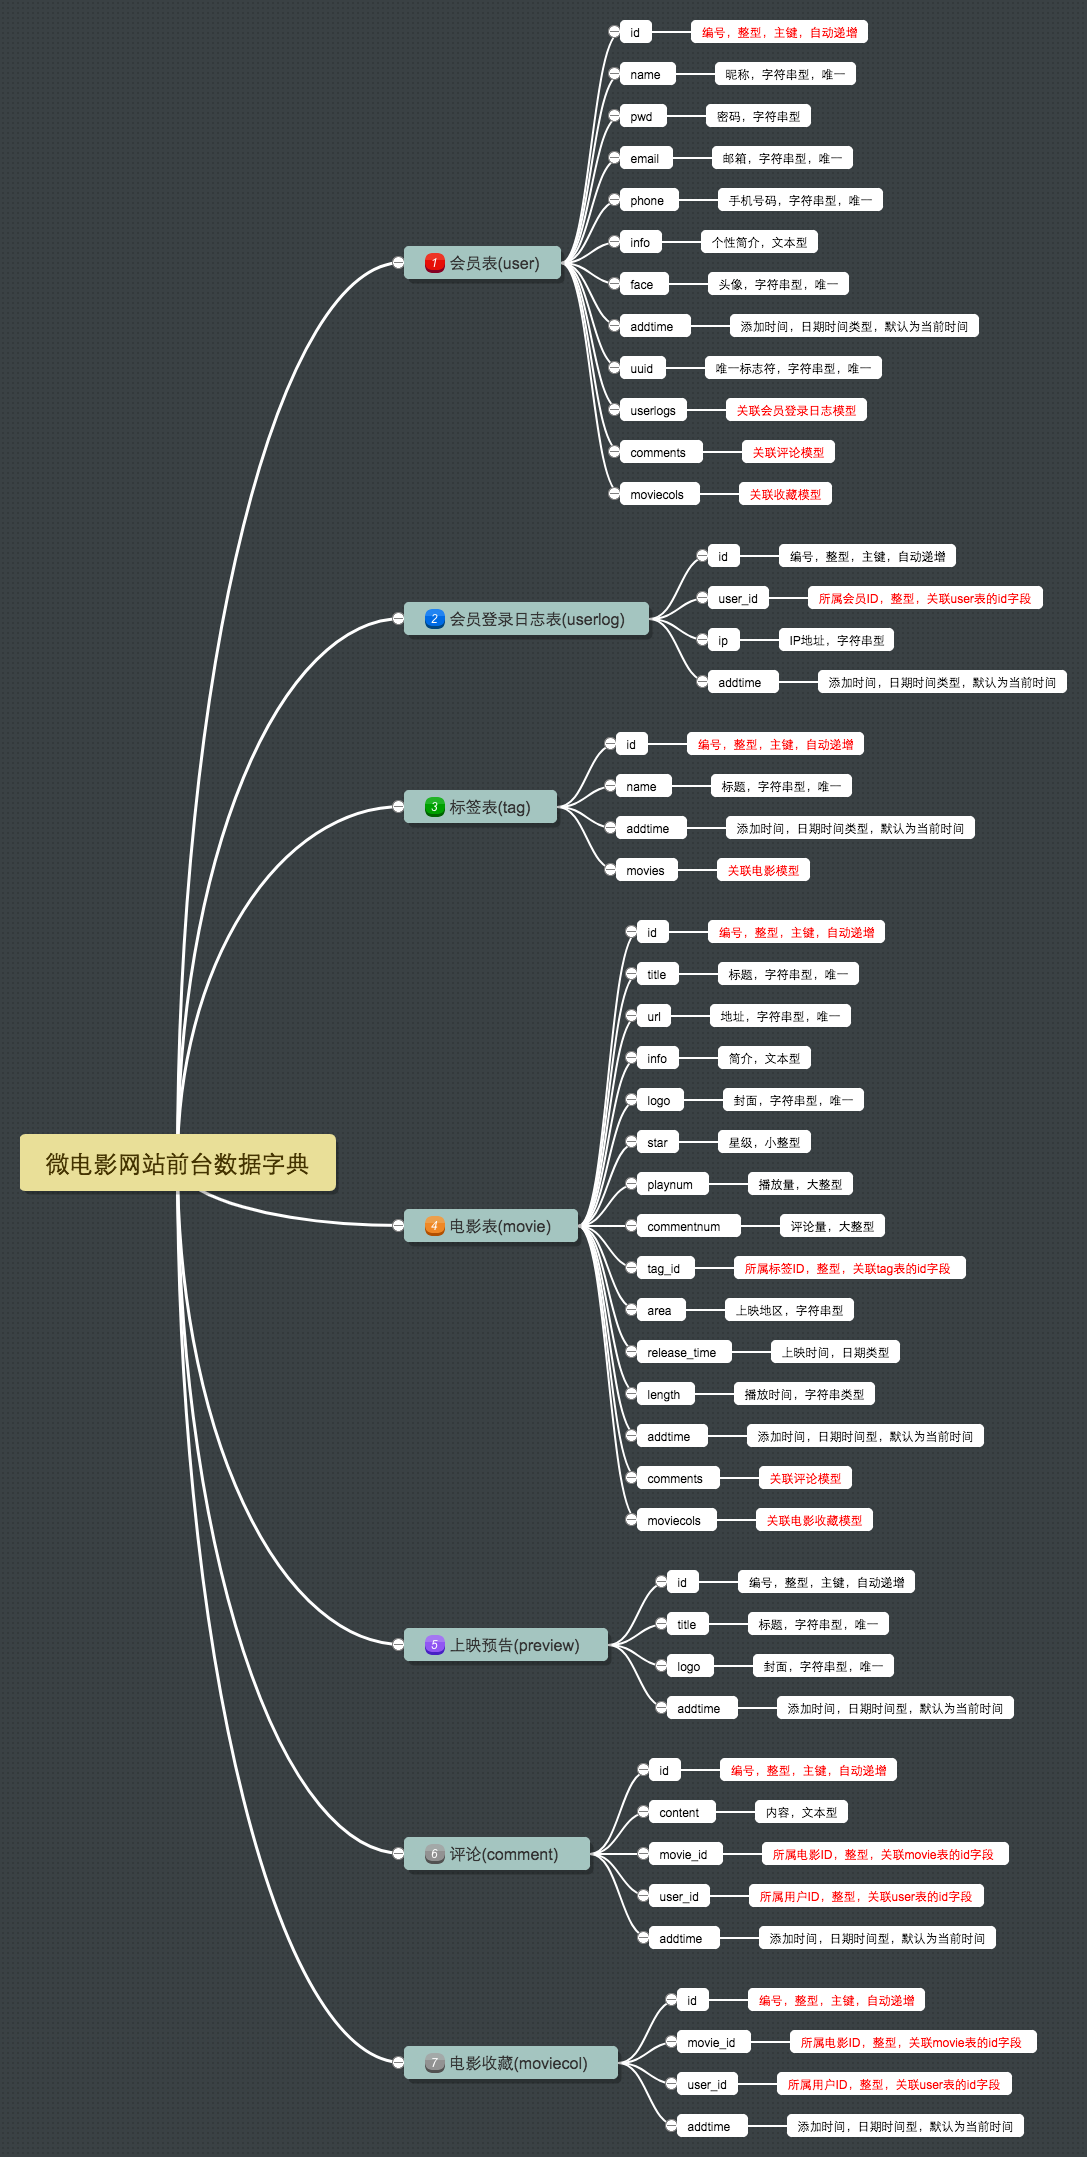 微电影网站前台数据字典
1 会员表(user)
id 编号，整型，主键，自动递增
name 昵称，字符串型，唯一
pwd 密码，字符串型
email 邮箱，字符串型，唯一
phone 手机号码，字符串型，唯一
info 个性简介，文本型
face 头像，字符串型，唯一
addtime 添加时间，日期时间类型，默认为当前时间
uuid 唯一标志符，字符串型，唯一
userlogs 关联会员登录日志模型
comments 关联评论模型
moviecols 关联收藏模型
2 会员登录日志表(userlog)
id 编号，整型，主键，自动递增
user_id 所属会员ID，整型，关联user表的id字段
ip IP地址，字符串型
addtime 添加时间，日期时间类型，默认为当前时间
3 标签表(tag)
id 编号，整型，主键，自动递增
name 标题，字符串型，唯一
addtime 添加时间，日期时间类型，默认为当前时间
movies 关联电影模型
4 电影表(movie)
id 编号，整型，主键，自动递增
title 标题，字符串型，唯一
url 地址，字符串型，唯一
info 简介，文本型
logo 封面，字符串型，唯一
star 星级，小整型
playnum 播放量，大整型
commentnum 评论量，大整型
tag_id 所属标签ID，整型，关联tag表的id字段
area 上映地区，字符串型
release_time 上映时间，日期类型
length 播放时间，字符串类型
addtime 添加时间，日期时间型，默认为当前时间
comments 关联评论模型
moviecols 关联电影收藏模型
5 上映预告(preview)
id 编号，整型，主键，自动递增
title 标题，字符串型，唯一
logo 封面，字符串型，唯一
addtime 添加时间，日期时间型，默认为当前时间
6 评论(comment)
id 编号，整型，主键，自动递增
content 内容，文本型
movie_id 所属电影ID，整型，关联movie表的id字段
user_id 所属用户ID，整型，关联user表的id字段
addtime 添加时间，日期时间型，默认为当前时间
7 电影收藏(moviecol)
id 编号，整型，主键，自动递增
movie_id 所属电影ID，整型，关联movie表的id字段
user_id 所属用户ID，整型，关联user表的id字段
addtime 添加时间，日期时间型，默认为当前时间